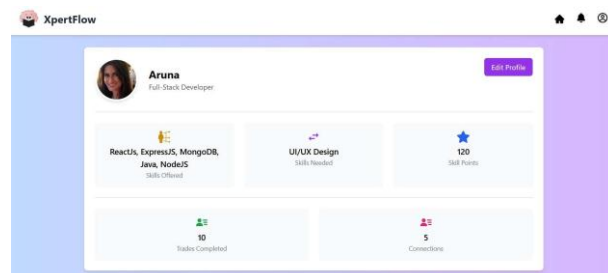 XpertFlow
Aruna
Full-Stack Developer
Edit Profile
ReactJs, ExpressJS, MongoDB,
Java, NodeJS
Skills Offered
UI/UX Design
Skills Needed
120
Skill Points
10
Trades Completed
5
Connections